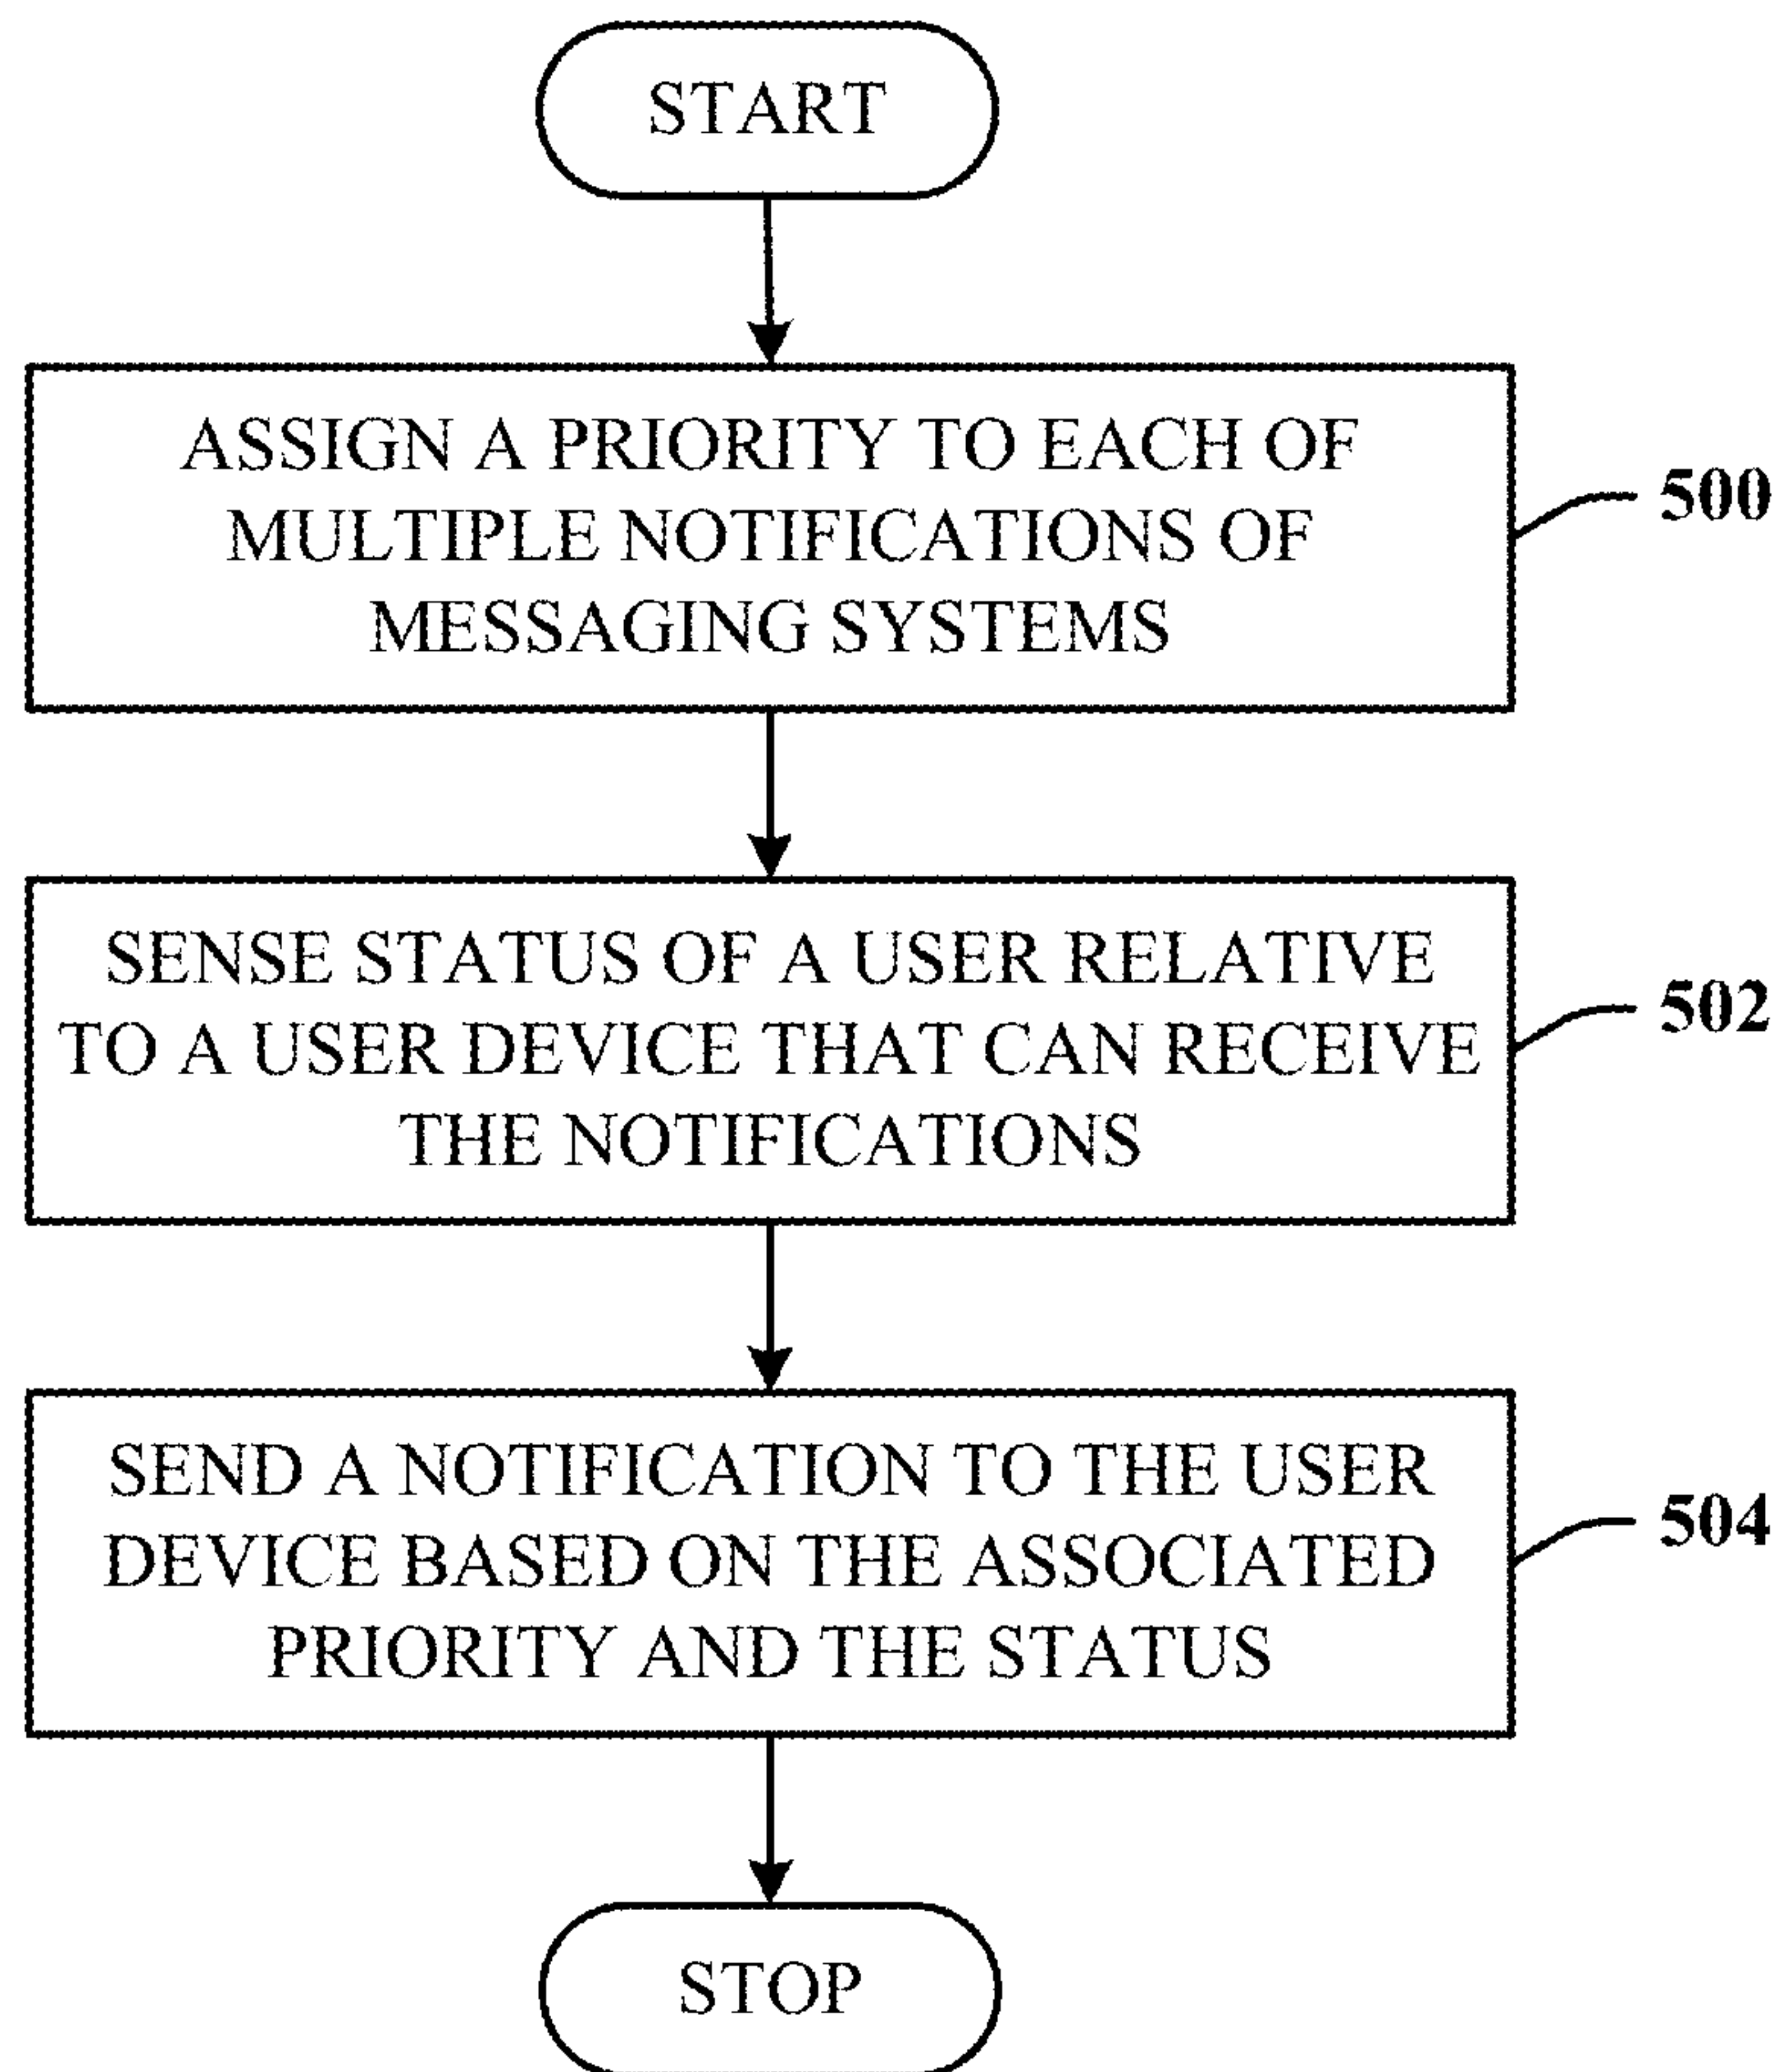 START
ASSIGN A PRIORITY TO EACH OF
MULTIPLE NOTIFICATIONS OF
MESSAGING SYSTEMS
500
SENSE STATUS OF A USER RELATIVE
TO A USER DEVICE THAT CAN RECEIVE
THE NOTIFICATIONS
502
SEND A NOTIFICATION TO THE USER
DEVICE BASED ON THE ASSOCIATED
PRIORITY AND THE STATUS
504
STOP